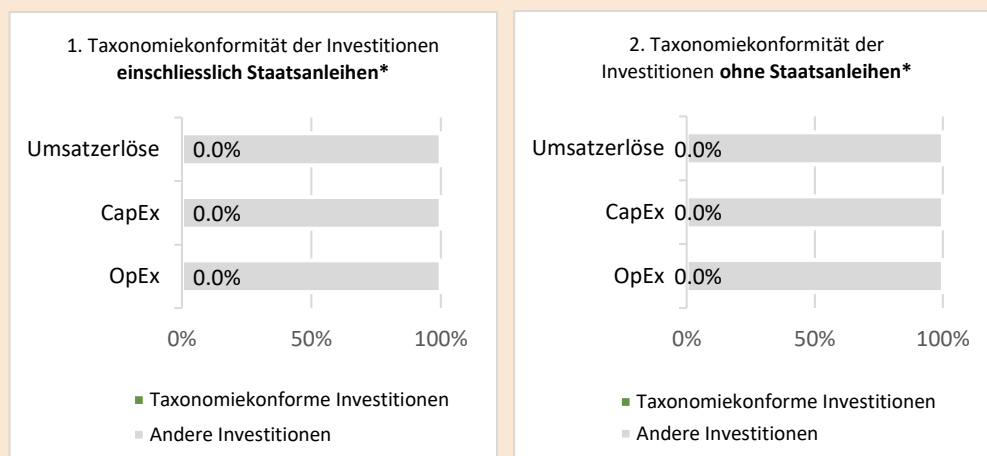 1. Taxonomiekonformität der Investitionen
einschliesslich Staatsanleihen*
Umsatzerlöse 0.0%
CapEx 0.0%
OpEx 0.0%
0% 50% 100%
Taxonomiekonforme Investitionen
Andere Investitionen
2. Taxonomiekonformität der
Investitionen ohne Staatsanleihen*
Umsatzerlöse 0.0%
CapEx 0.0%
OpEx 0.0%
0% 50% 100%
Taxonomiekonforme Investitionen
Andere Investitionen